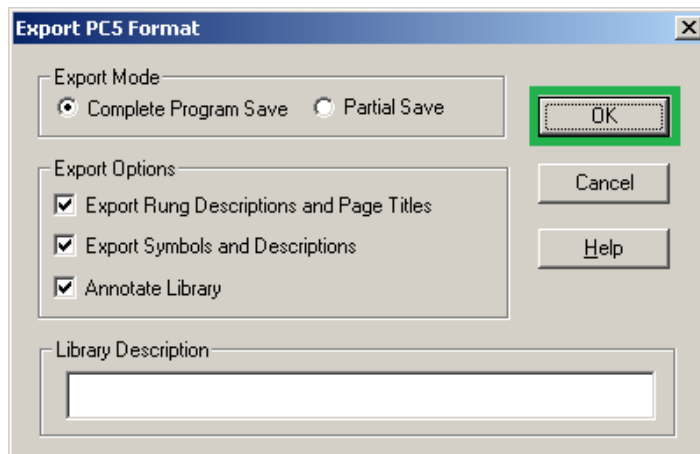 Export PC5 Format
Export Mode
Complete Program Save Partial Save
OK
Export Options
Export Rung Descriptions and Page Titles
Cancel
Export Symbols and Descriptions
Help
Annotate Library
Library Description